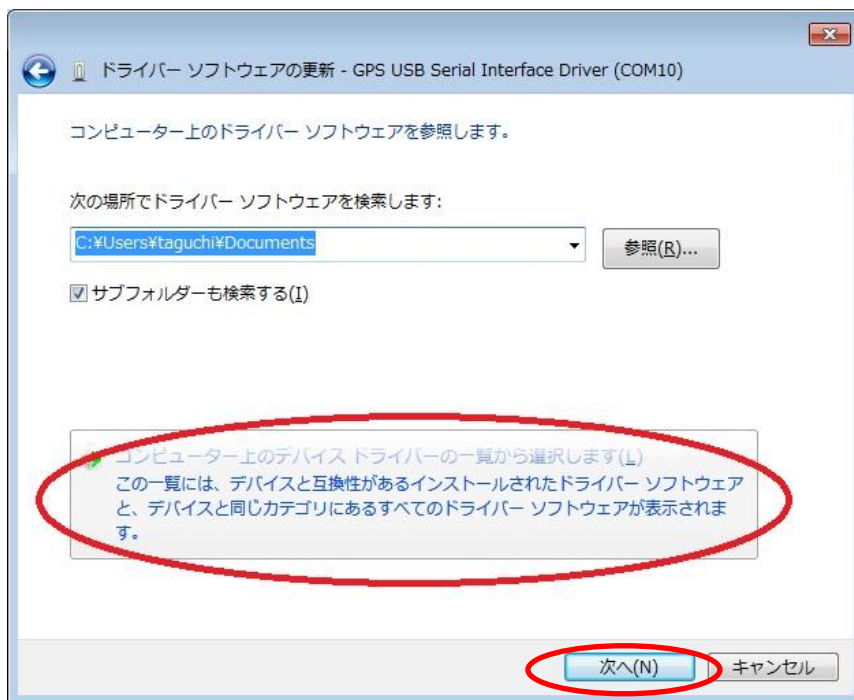 ドライバー ソフトウェアの更新 - GPS USB Serial Interface Driver (COM10)
コンピューター上のドライバー ソフトウェアを参照します。
次の場所でドライバー ソフトウェアを検索します:
C:¥Users¥taguchi¥Documents
参照(R)...
サブフォルダーも検索する(I)
コンピューター上のデバイス ドライバーの一覧から選択します(L)
この一覧には、デバイスと互換性があるインストールされたドライバー ソフトウェア
と、デバイスと同じカテゴリにあるすべてのドライバー ソフトウェアが表示されま
す。
次へ(N)
キャンセル